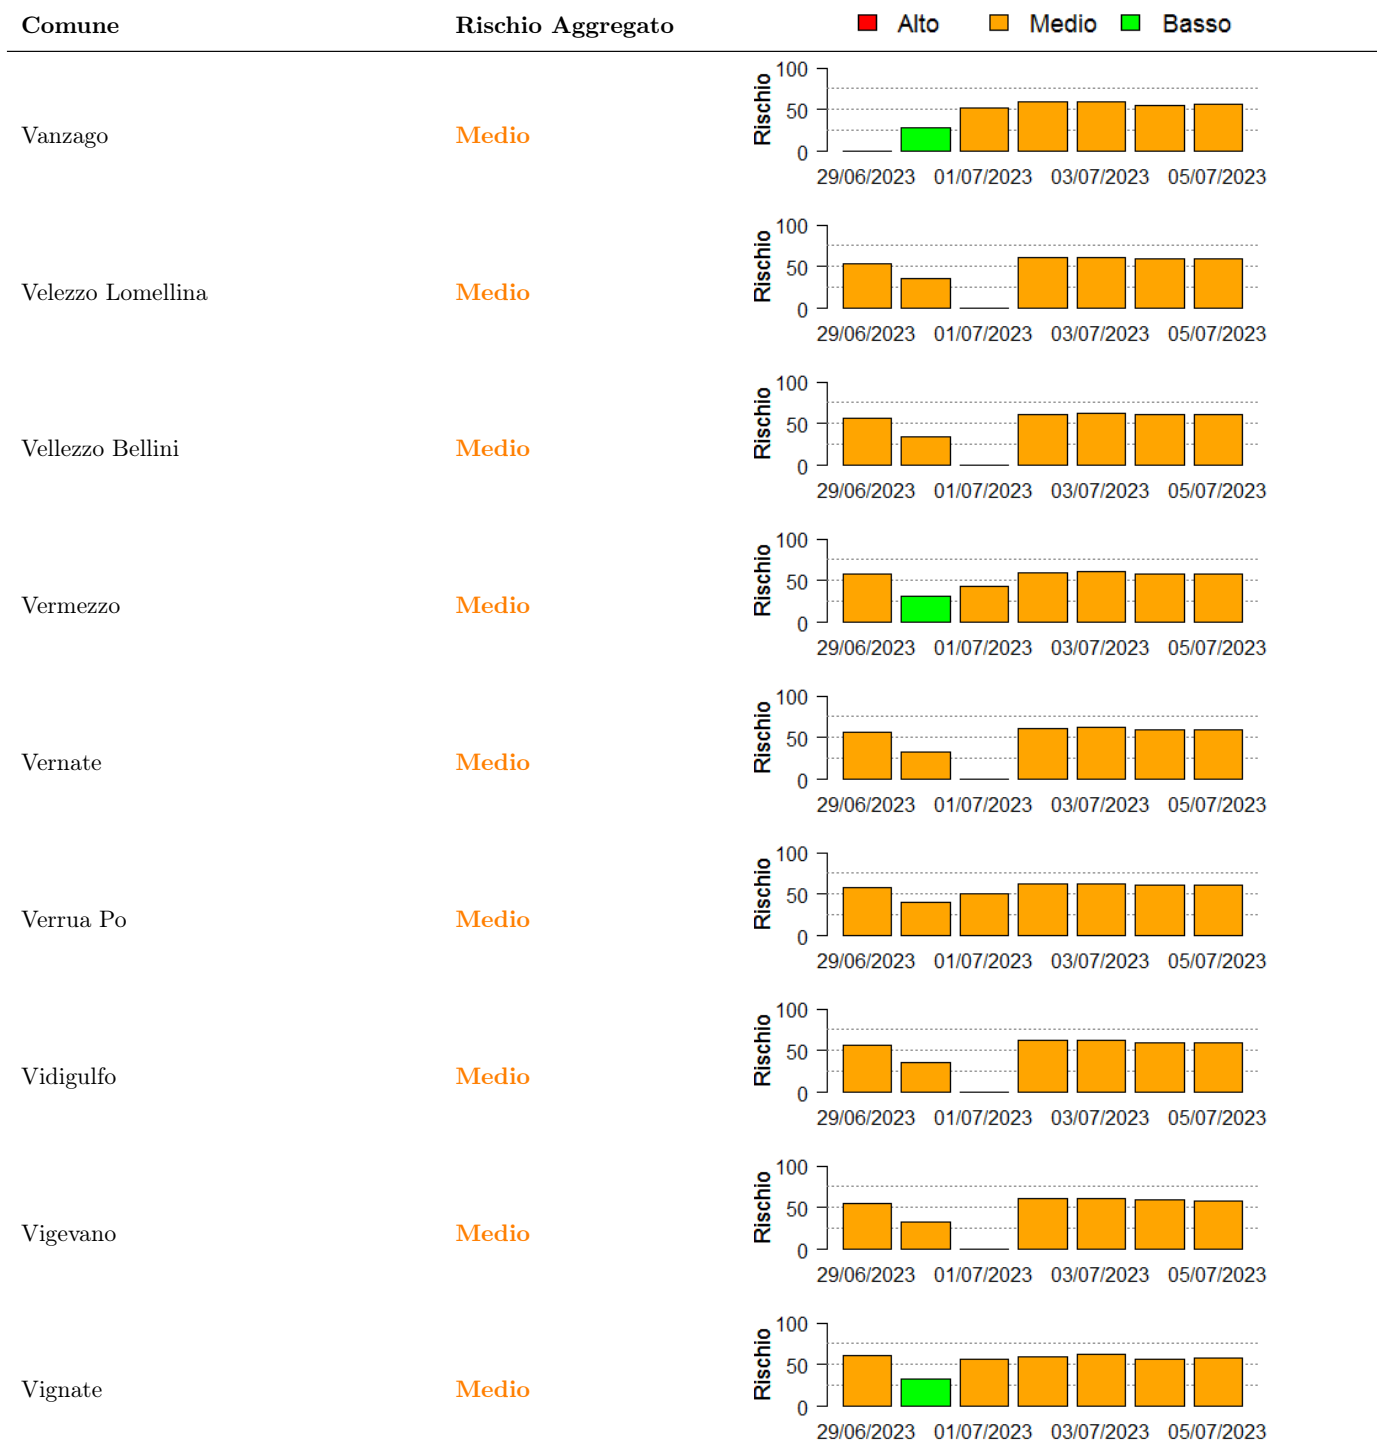 Comune Rischio Aggregato Alto Medio Basso
100
50
0
Rischio
Vanzago Medio
29/06/2023 01/07/2023 03/07/2023 05/07/2023
100
50
0
Rischio
Velezzo Lomellina Medio
29/06/2023 01/07/2023 03/07/2023 05/07/2023
100
50
0
Rischio
Vellezzo Bellini Medio
29/06/2023 01/07/2023 03/07/2023 05/07/2023
100
50
0
Rischio
Vermezzo Medio
29/06/2023 01/07/2023 03/07/2023 05/07/2023
100
50
0
Rischio
Vernate Medio
29/06/2023 01/07/2023 03/07/2023 05/07/2023
100
50
0
Rischio
Verrua Po Medio
29/06/2023 01/07/2023 03/07/2023 05/07/2023
100
50
0
Rischio
Vidigulfo Medio
29/06/2023 01/07/2023 03/07/2023 05/07/2023
100
50
0
Rischio
Vigevano Medio
29/06/2023 01/07/2023 03/07/2023 05/07/2023
100
50
0
Rischio
Vignate Medio
29/06/2023 01/07/2023 03/07/2023 05/07/2023